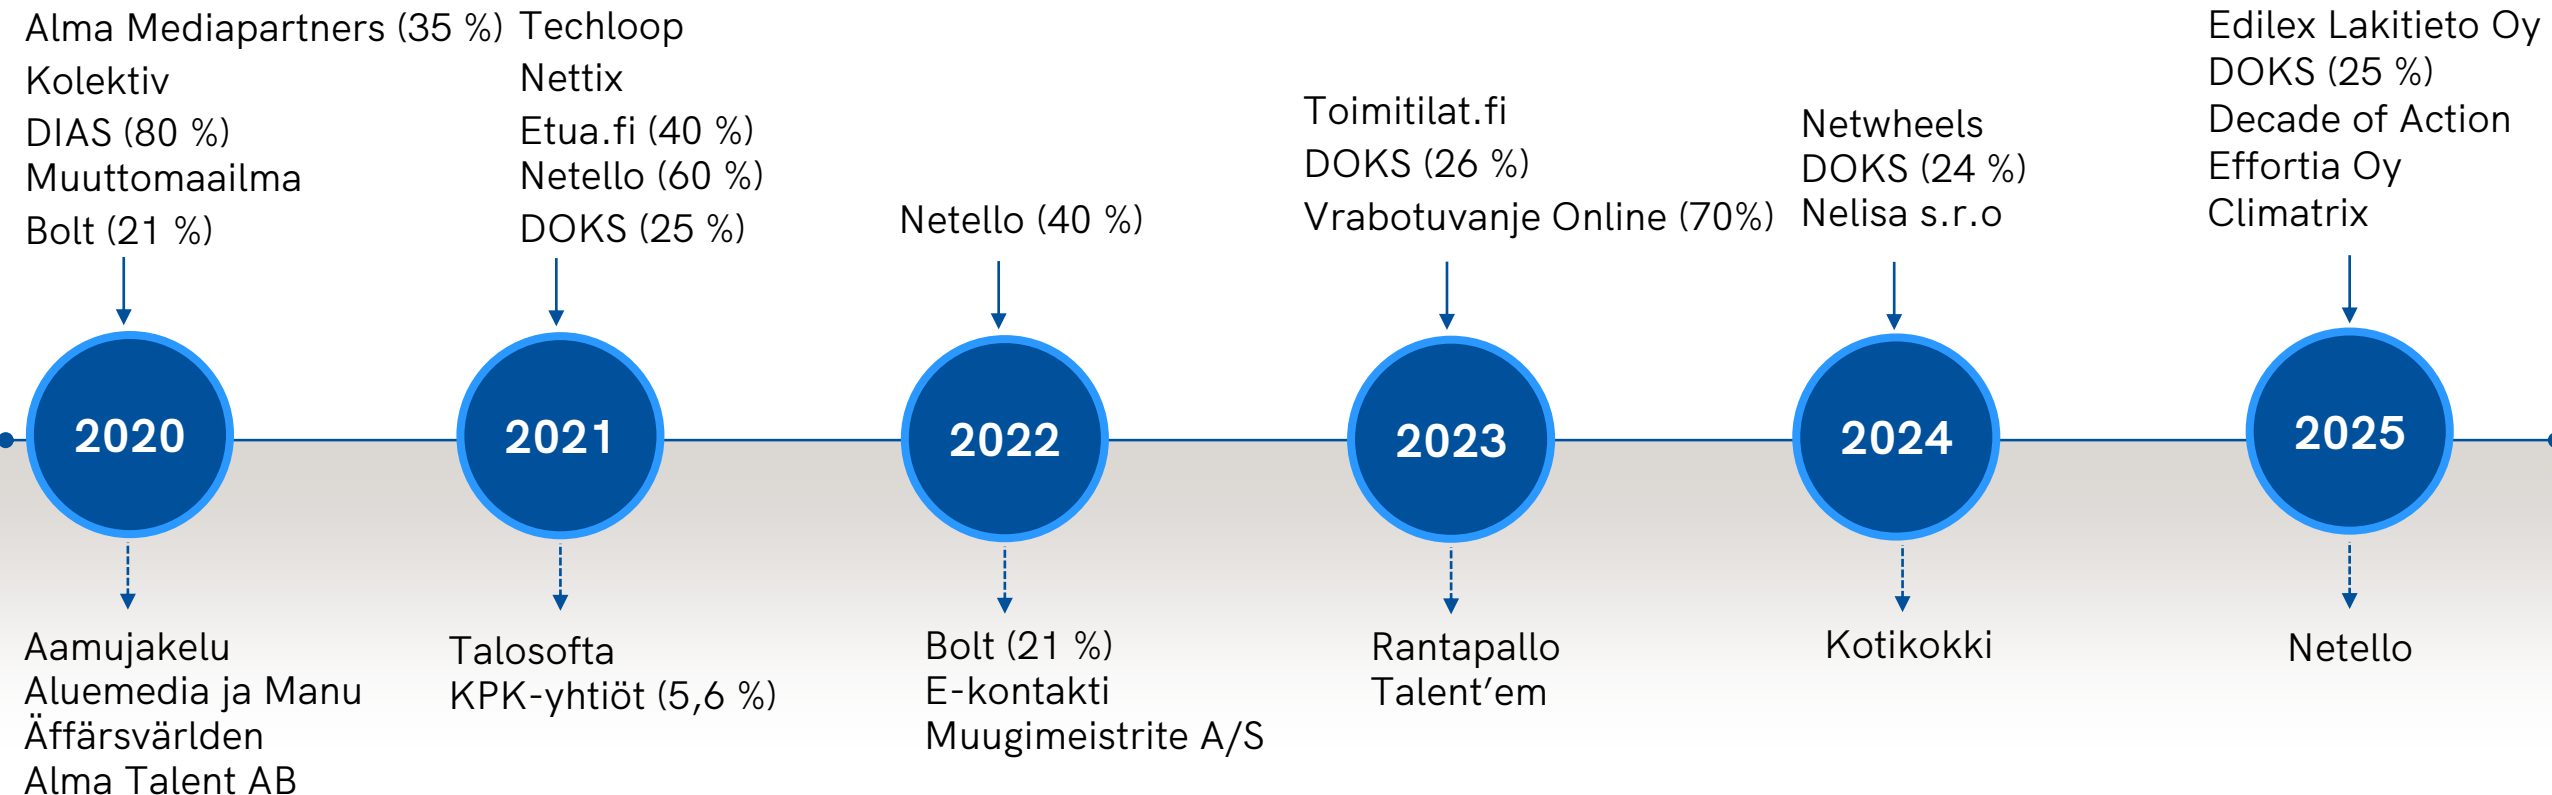 Alma Mediapartners (35 %)
Kolektiv
DIAS (80 %)
Muuttomaailma
Bolt (21 %)
Techloop
Nettix
Etua.fi (40 %)
Netello (60 %)
DOKS (25 %)
Netello (40 %)
Toimitilat.fi
DOKS (26 %)
Vrabotuvanje Online (70%)
Netwheels
DOKS (24 %)
Nelisa s.r.o
Edilex Lakitieto Oy
DOKS (25 %)
Decade of Action
Effortia Oy
Climatrix
2020
2021
2022
2023
2024
2025
Aamujakelu
Aluemedia ja Manu
Äffärsvärlden
Alma Talent AB
Talosofta
KPK-yhtiöt (5,6 %)
Bolt (21 %)
E-kontakti
Muugimeistrite A/S
Rantapallo
Talent’em
Kotikokki
Netello